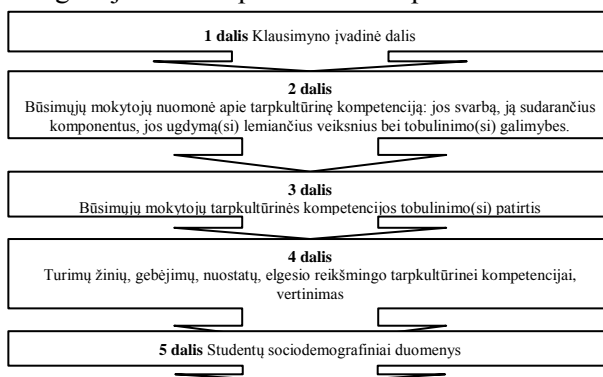 1 dalis Klausimyno įvadinė dalis
2 dalis
Būsimųjų mokytojų nuomonė apie tarpkultūrinę kompetenciją: jos svarbą, ją sudarančius
komponentus, jos ugdymą(si) lemiančius veiksnius bei tobulinimo(si) galimybes.
3 dalis
Būsimųjų mokytojų tarpkultūrinės kompetencijos tobulinimo(si) patirtis
4 dalis
Turimų žinių, gebėjimų, nuostatų, elgesio reikšmingo tarpkultūrinei kompetencijai,
vertinimas
5 dalis Studentų sociodemografiniai duomenys